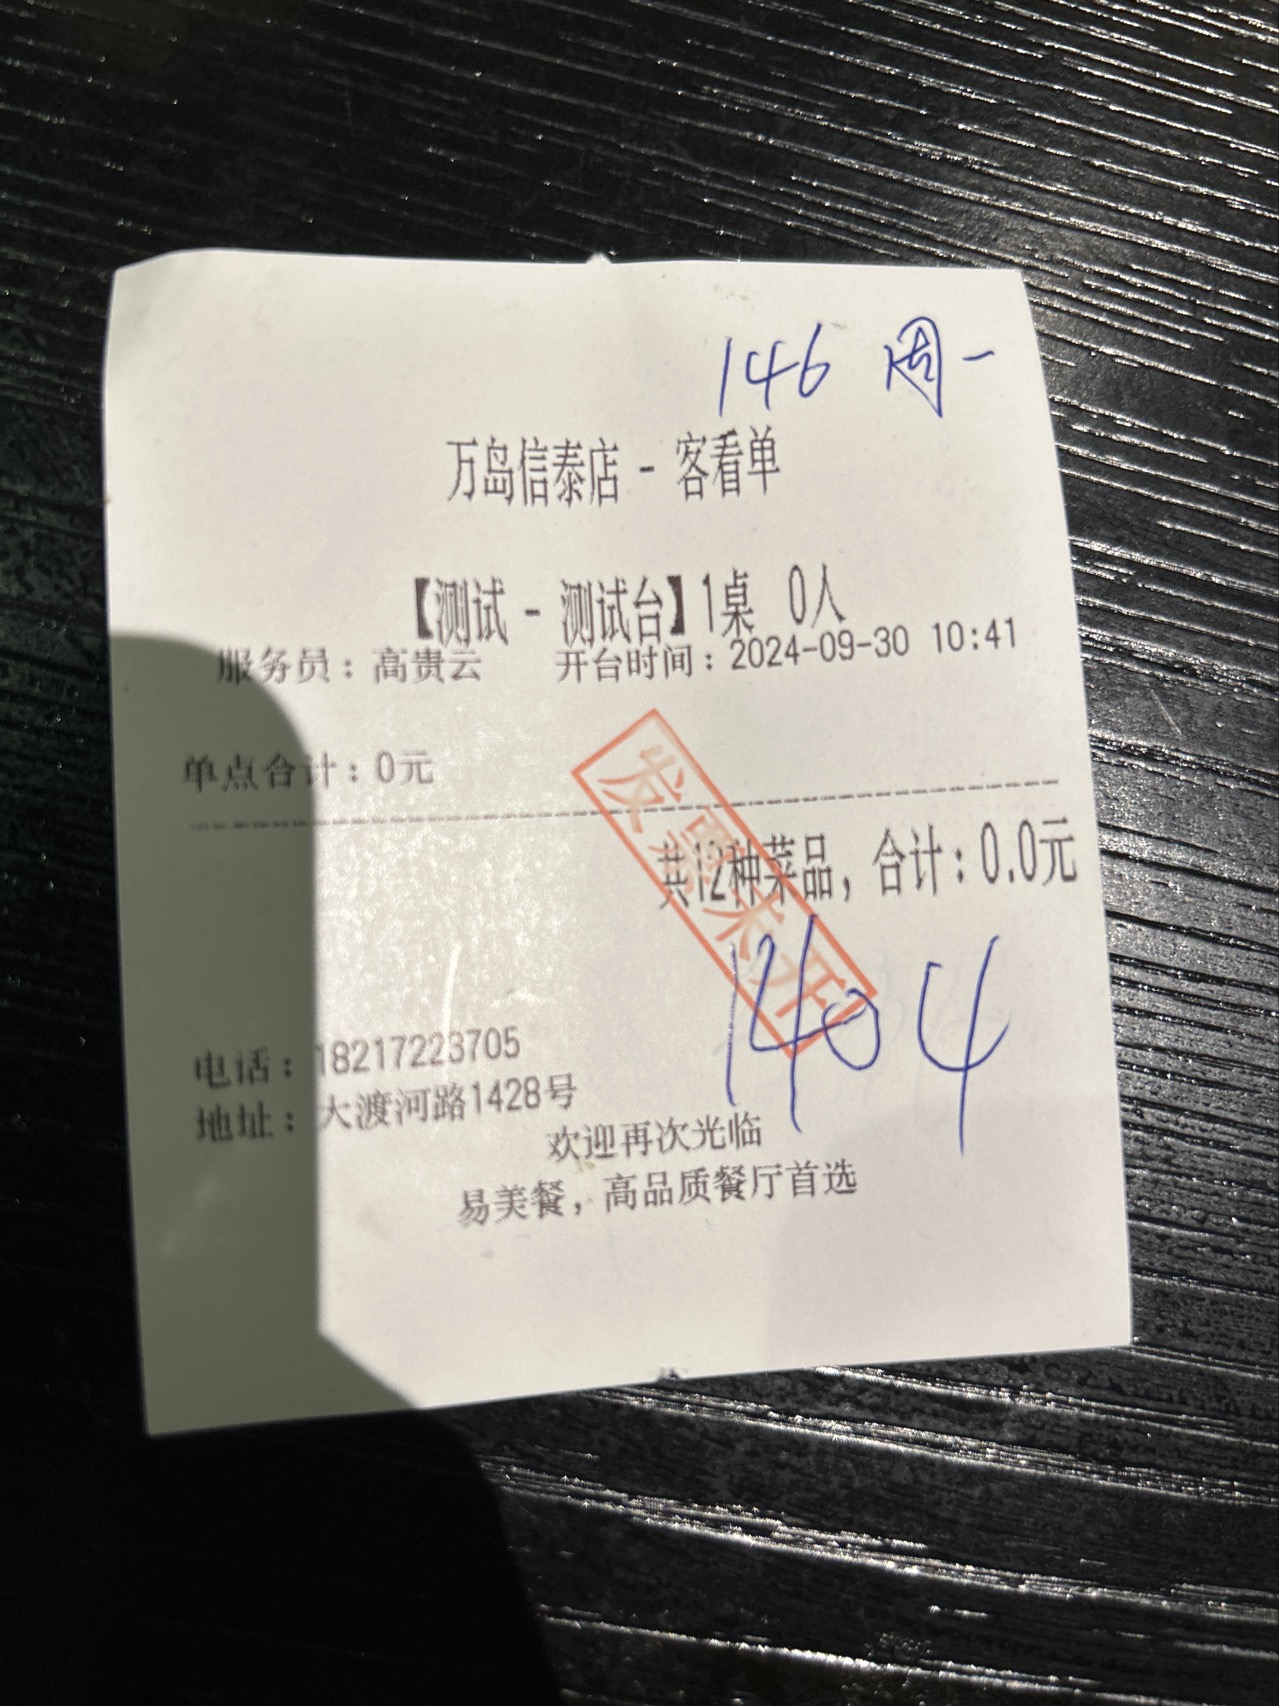 146 周一
万岛信泰店 - 客看单
【测试 - 测试台】1桌 0人
服务员：高贵云 开台时间：2024-09-30 10:41
单点合计：0元
发票未开
共12种菜品，合计：0.0元
1404
电话：18217223705
地址：大渡河路1428号
欢迎再次光临
易美餐，高品质餐厅首选